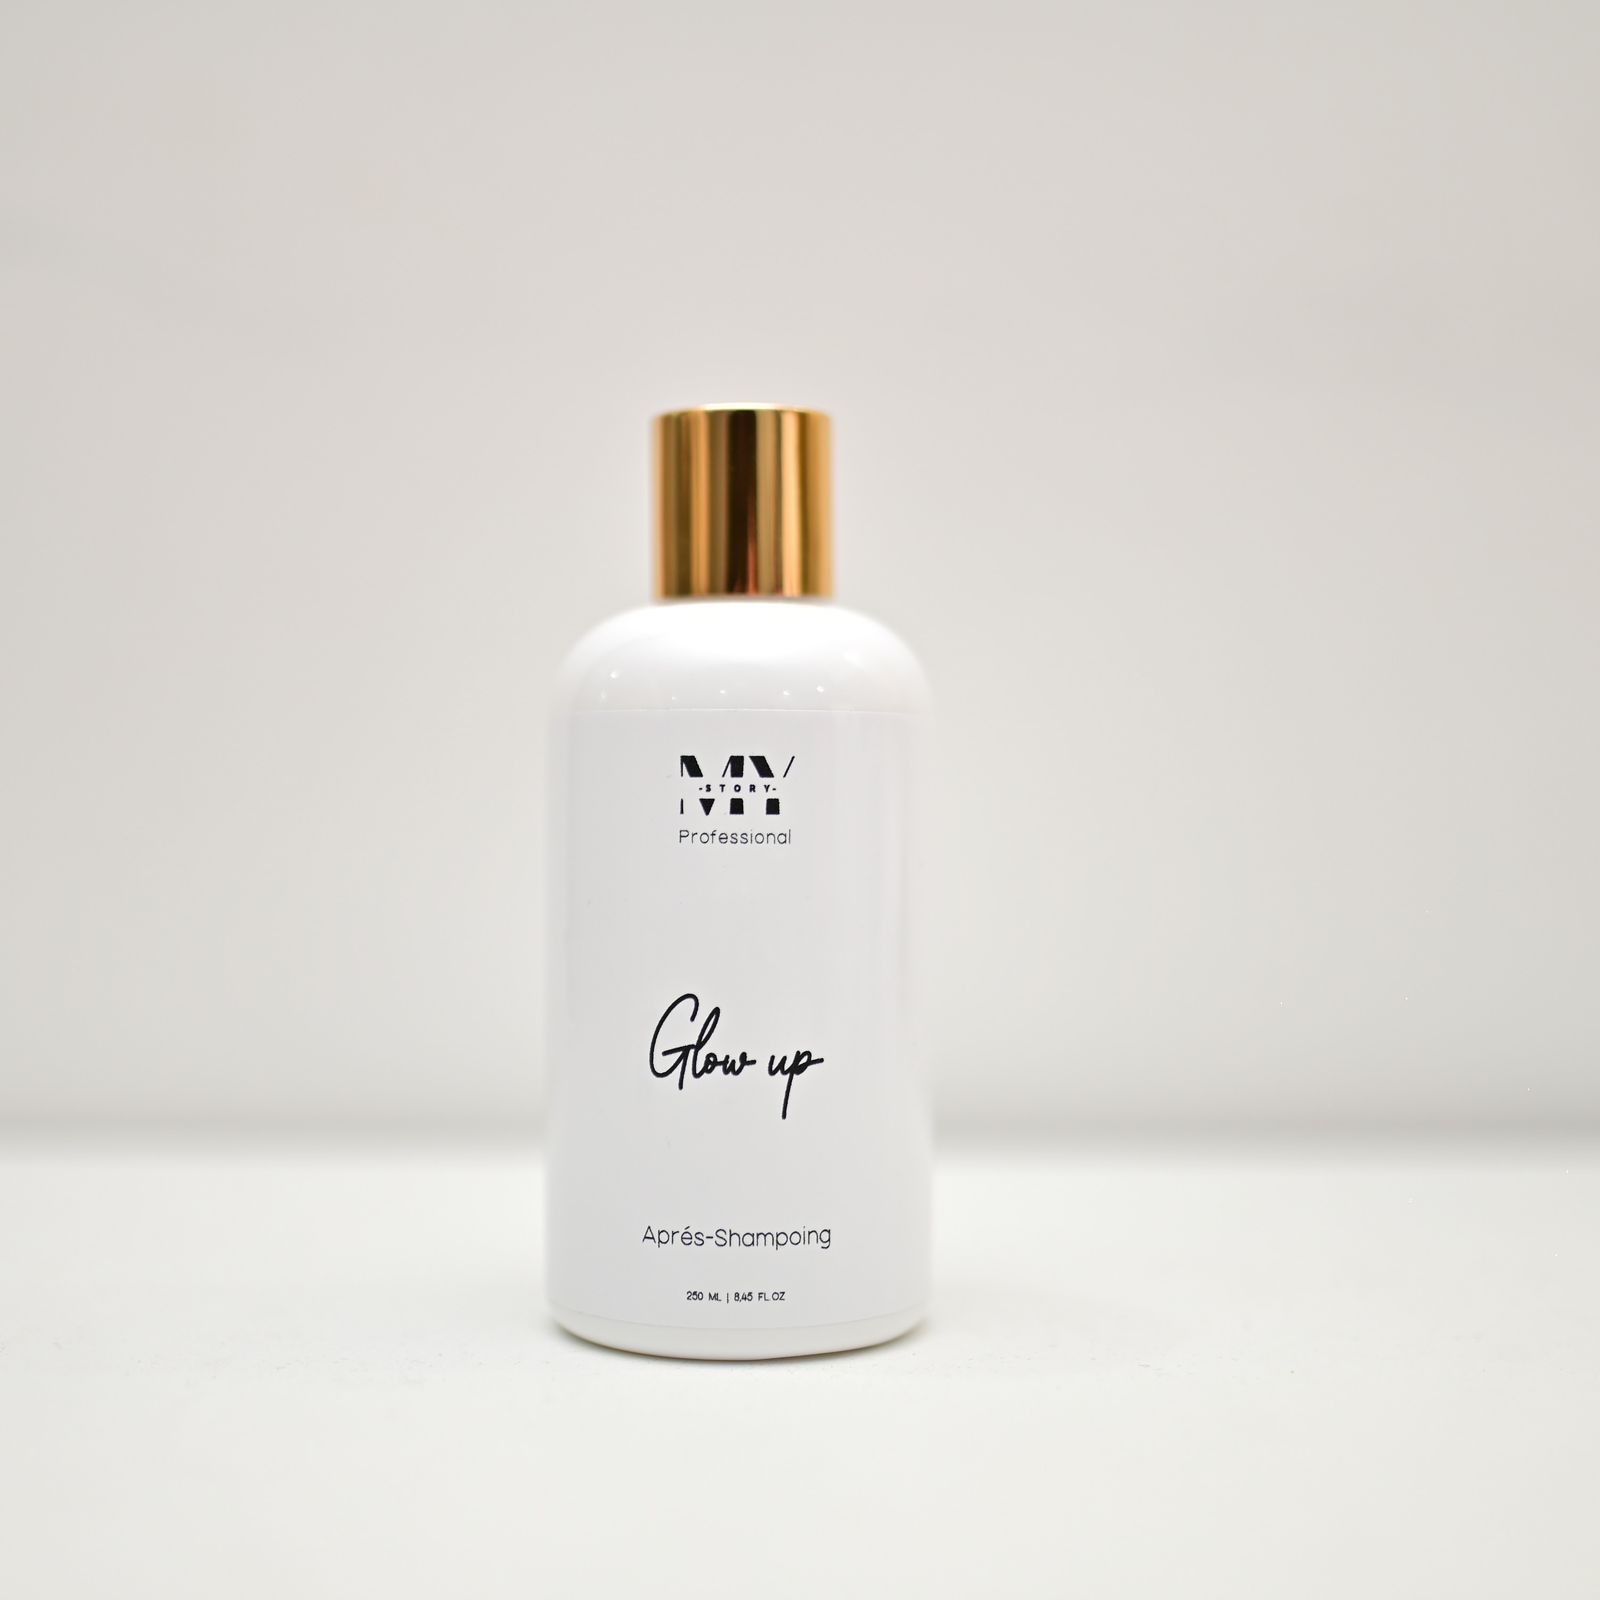 MY
-STORY-
Professional
Glow up
Aprés-Shampoing
250 ML | 8,45 FL.OZ